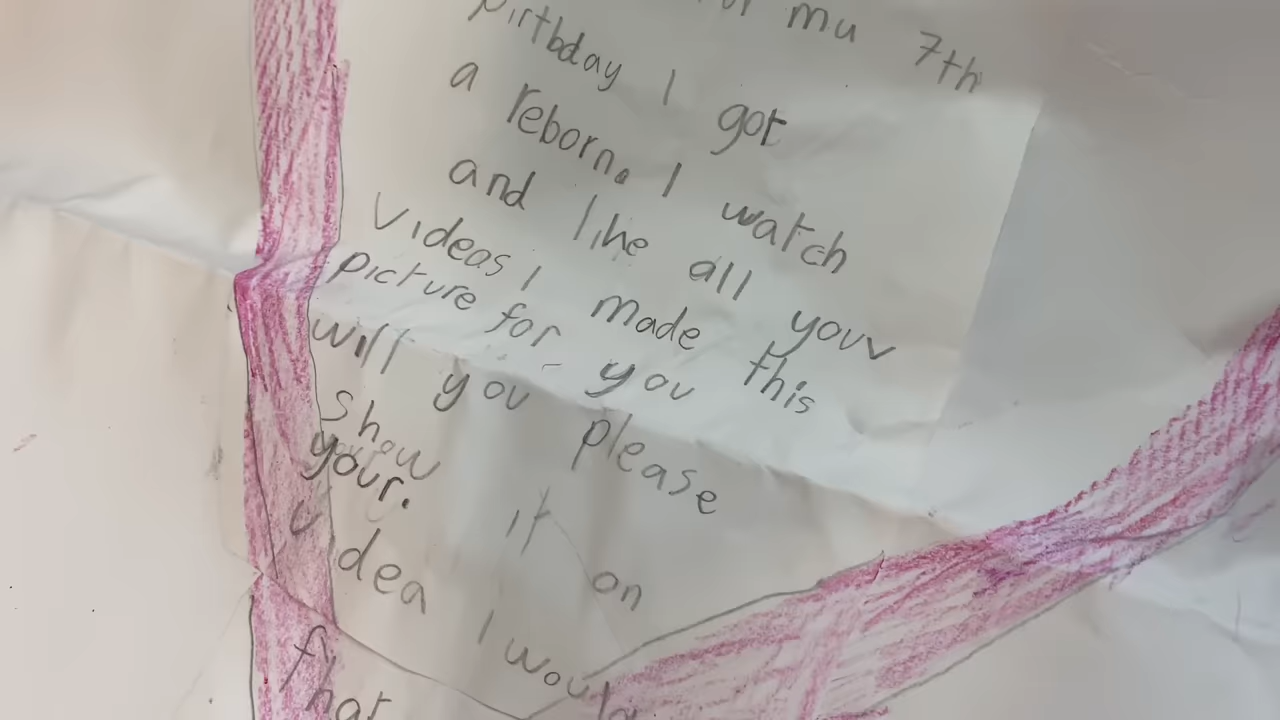 mu 7th
pirtbday I got
a reborn. I watch
and like all youv
videas I made this
picture for you
will you please
show it on
your.
videa I would
that